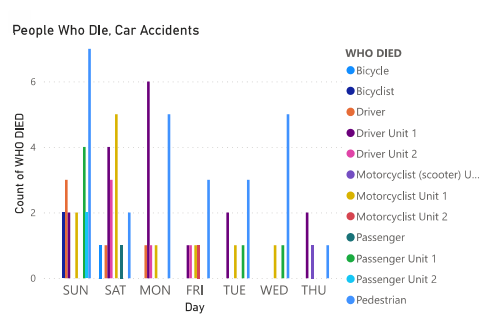 People Who DIe, Car Accidents
WHO DIED
Bicycle
Bicyclist
Driver
Driver Unit 1
Driver Unit 2
Motorcyclist (scooter) U...
Motorcyclist Unit 1
Motorcyclist Unit 2
Passenger
Passenger Unit 1
Passenger Unit 2
Pedestrian
Count of WHO DIED
6
4
2
0
SUN SAT MON FRI TUE WED THU
Day